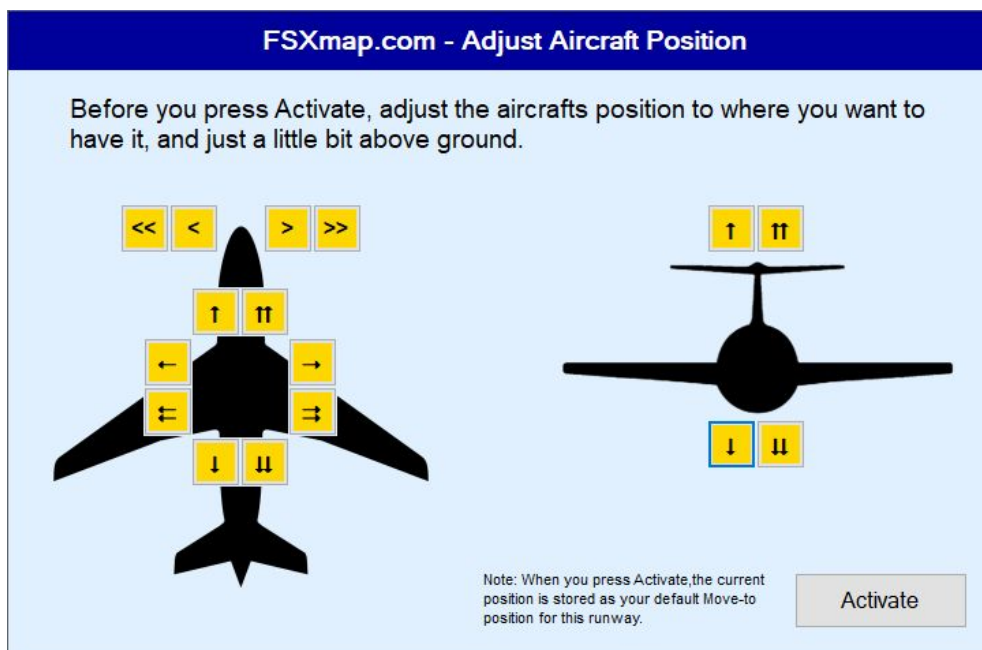 FSXmap.com - Adjust Aircraft Position
Before you press Activate, adjust the aircrafts position to where you want to
have it, and just a little bit above ground.
<< < > >>
↑ ⇈
↑ ⇈
← →
⇇ ⇉
↓ ⇊
↓ ⇊
Note: When you press Activate,the current
position is stored as your default Move-to
position for this runway.
Activate